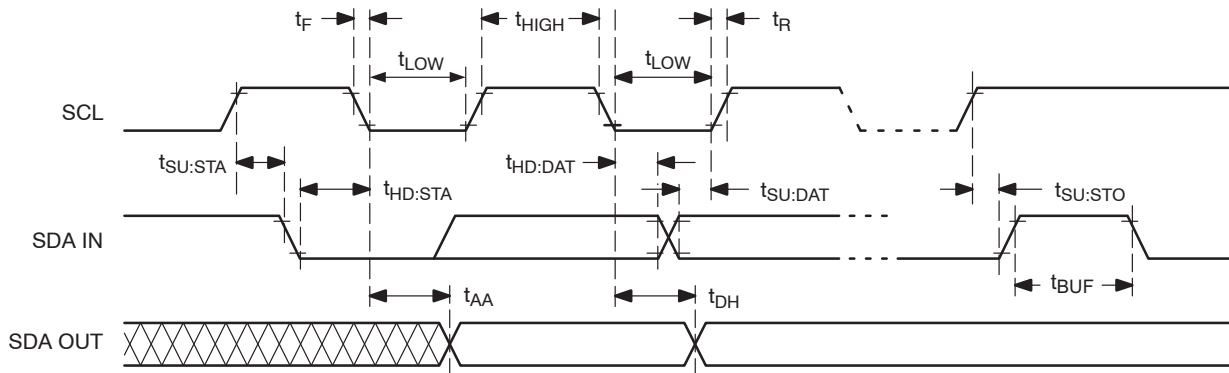 tF tHIGH tR
tLOW tLOW
SCL
tSU:STA tHD:STA tHD:DAT tSU:DAT tSU:STO
SDA IN
tAA tDH tBUF
SDA OUT